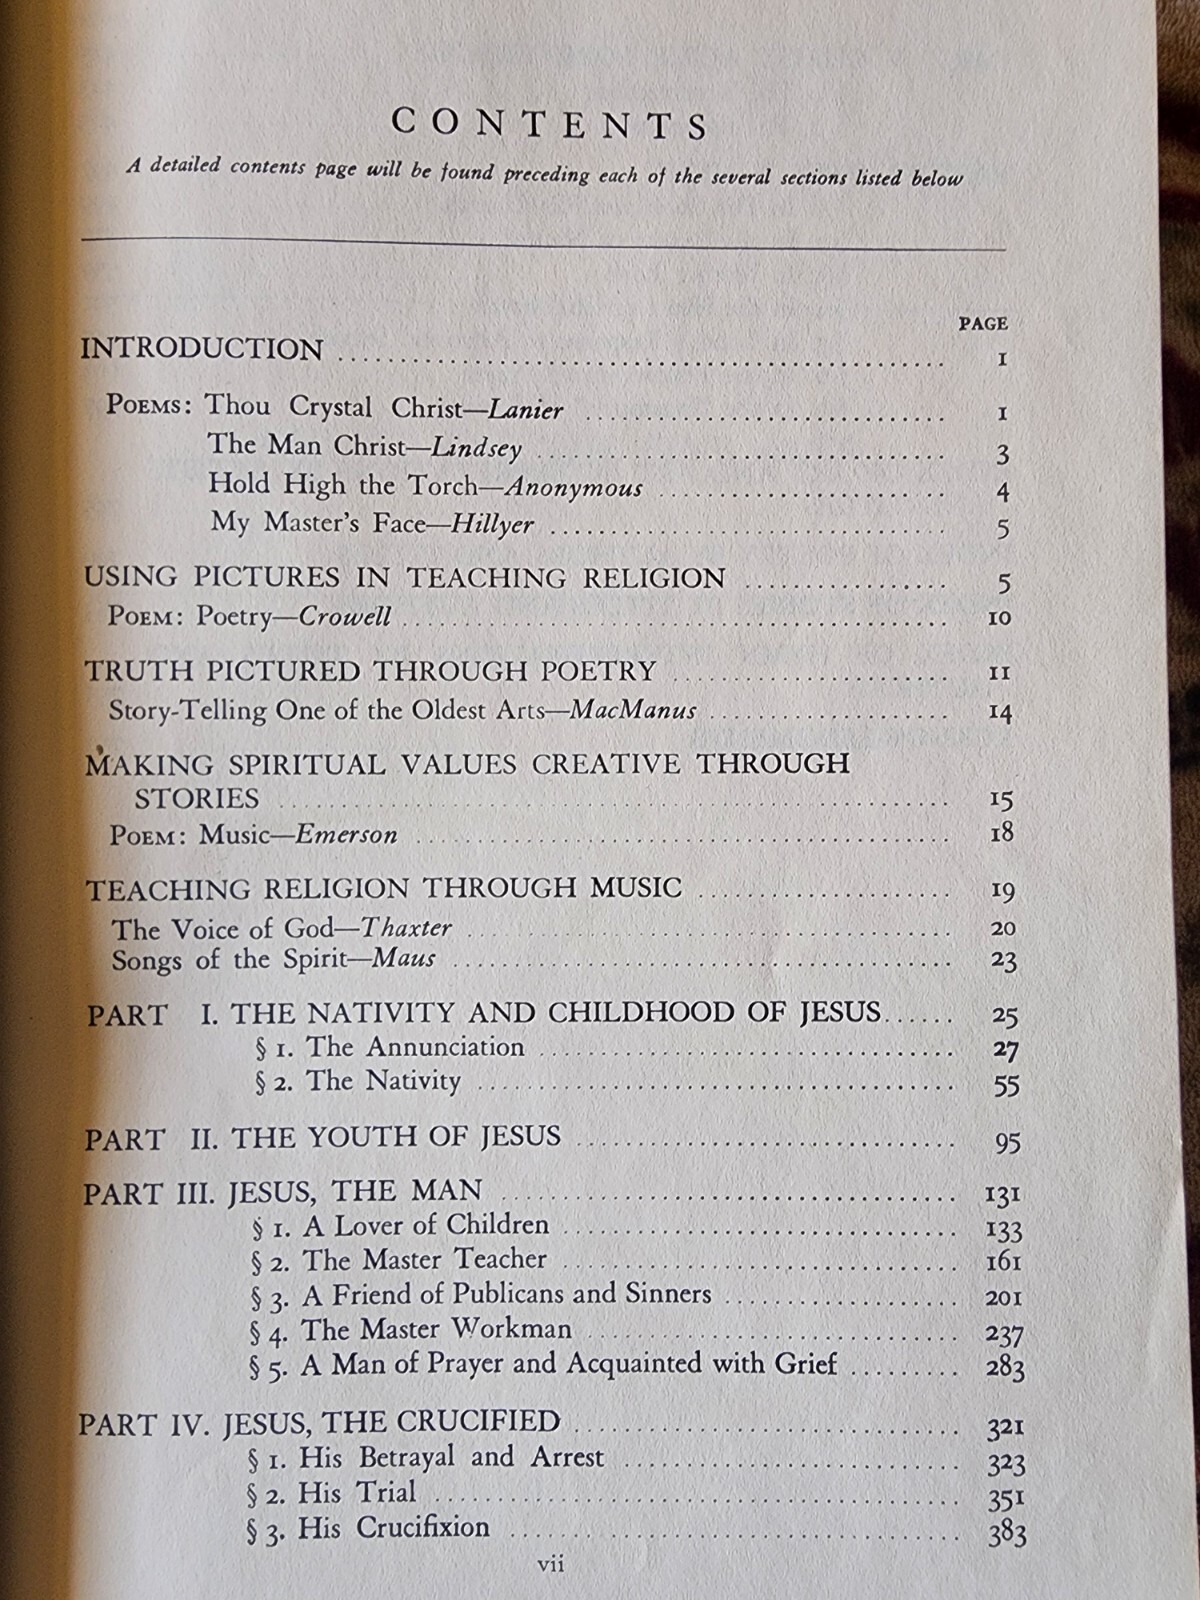 CONTENTS
A detailed contents page will be found preceding each of the several sections listed below
PAGE
INTRODUCTION .......... 1
POEMS: Thou Crystal Christ—Lanier .......... 1
The Man Christ—Lindsey .......... 3
Hold High the Torch—Anonymous .......... 4
My Master's Face—Hillyer .......... 5
USING PICTURES IN TEACHING RELIGION .......... 5
POEM: Poetry—Crowell .......... 10
TRUTH PICTURED THROUGH POETRY .......... 11
Story-Telling One of the Oldest Arts—MacManus .......... 14
MAKING SPIRITUAL VALUES CREATIVE THROUGH
STORIES .......... 15
POEM: Music—Emerson .......... 18
TEACHING RELIGION THROUGH MUSIC .......... 19
The Voice of God—Thaxter .......... 20
Songs of the Spirit—Maus .......... 23
PART I. THE NATIVITY AND CHILDHOOD OF JESUS...... 25
§ 1. The Annunciation .......... 27
§ 2. The Nativity .......... 55
PART II. THE YOUTH OF JESUS .......... 95
PART III. JESUS, THE MAN .......... 131
§ 1. A Lover of Children .......... 133
§ 2. The Master Teacher .......... 161
§ 3. A Friend of Publicans and Sinners .......... 201
§ 4. The Master Workman .......... 237
§ 5. A Man of Prayer and Acquainted with Grief ......... 283
PART IV. JESUS, THE CRUCIFIED .......... 321
§ 1. His Betrayal and Arrest .......... 323
§ 2. His Trial .......... 351
§ 3. His Crucifixion .......... 383
vii